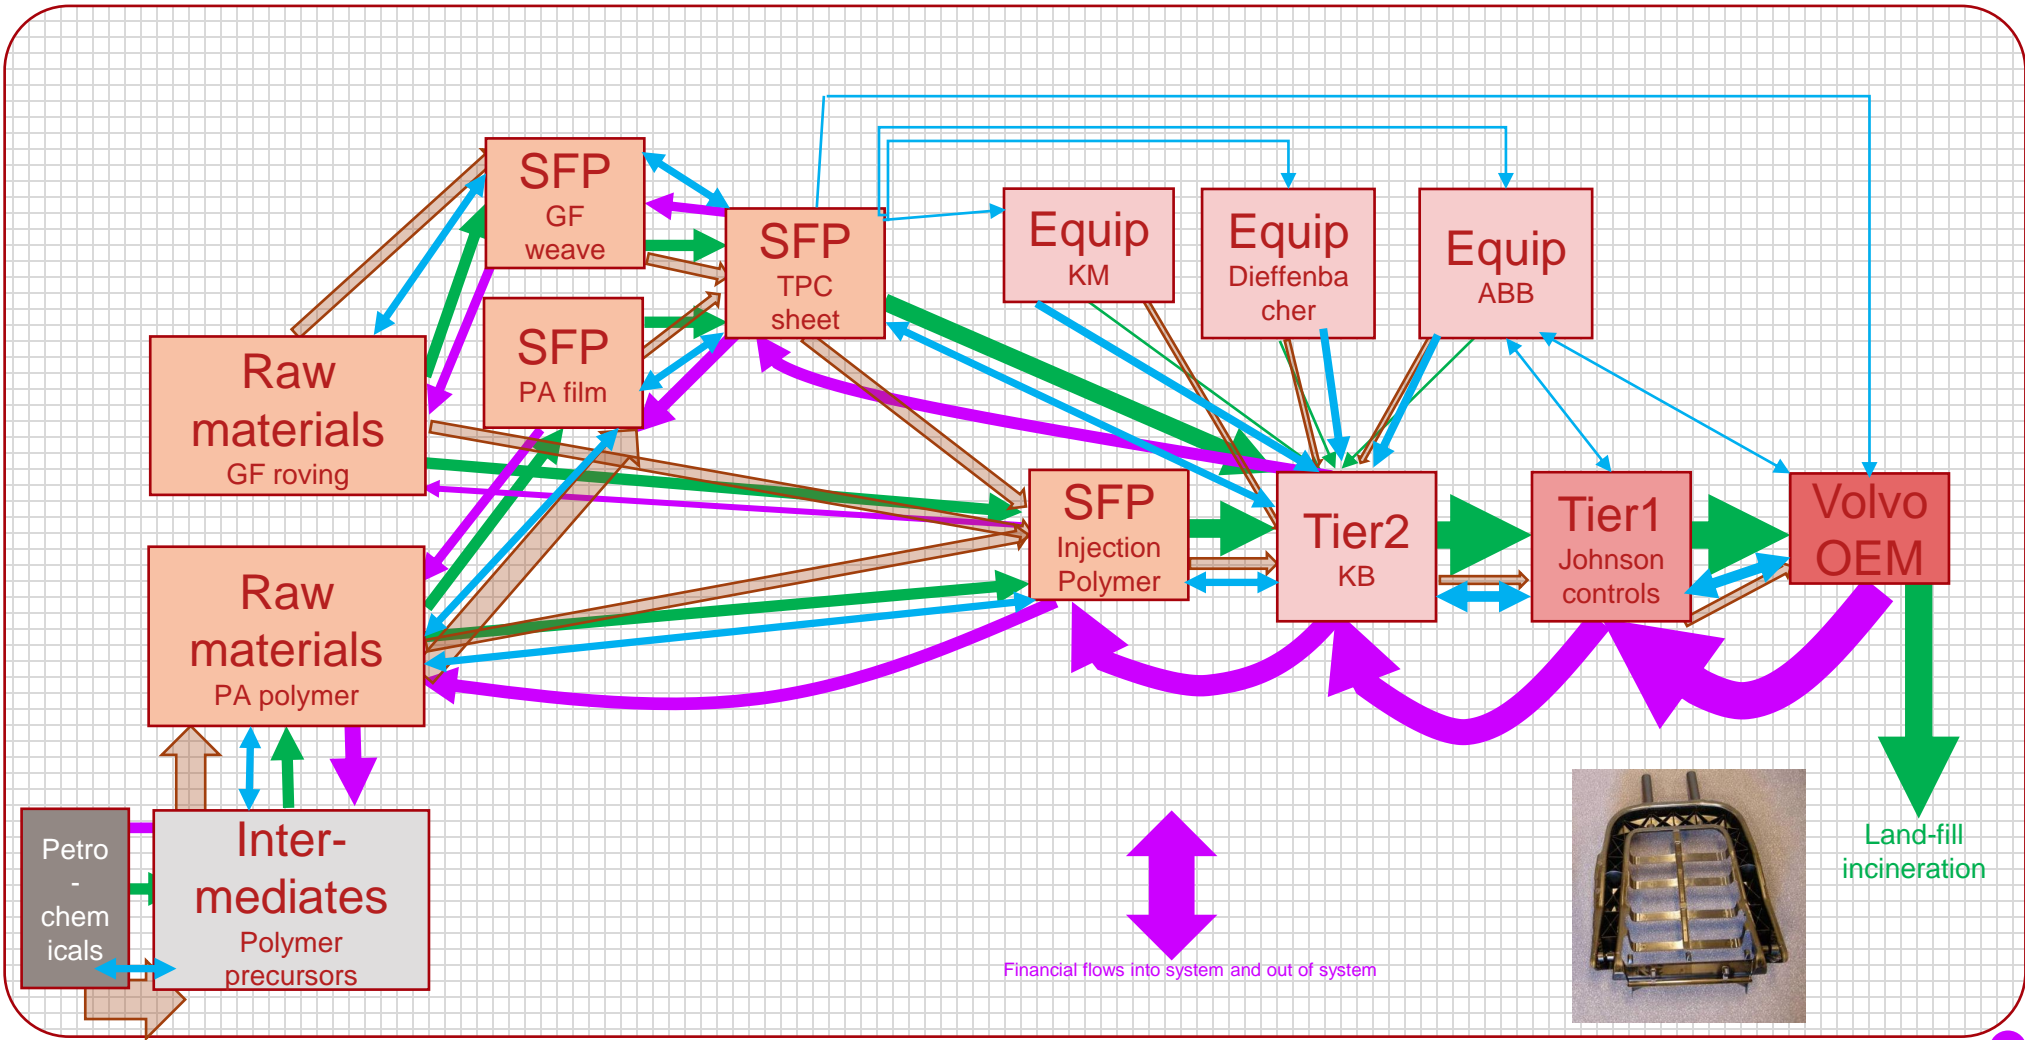 SFP
GF
weave
SFP
TPC
sheet
SFP
PA film
Equip
KM
Equip
Dieffenba
cher
Equip
ABB
Raw
materials
GF roving
Raw
materials
PA polymer
SFP
Injection
Polymer
Tier2
KB
Tier1
Johnson
controls
Volvo
OEM
Petro
-
chem
icals
Inter-
mediates
Polymer
precursors
Land-fill
incineration
Financial flows into system and out of system